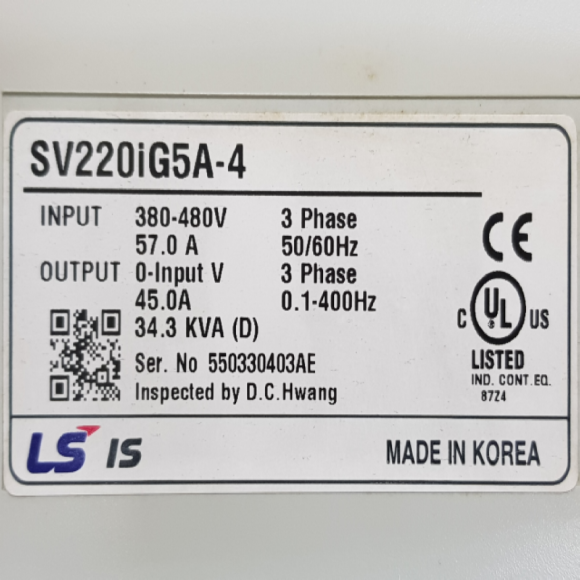 SV220iG5A-4
INPUT 380-480V 3 Phase
57.0 A 50/60Hz
OUTPUT 0-Input V 3 Phase
45.0A 0.1-400Hz
34.3 KVA (D)
Ser. No 550330403AE
Inspected by D.C.Hwang
CE
C UL US
LISTED
IND. CONT.EQ.
87Z4
LS IS
MADE IN KOREA